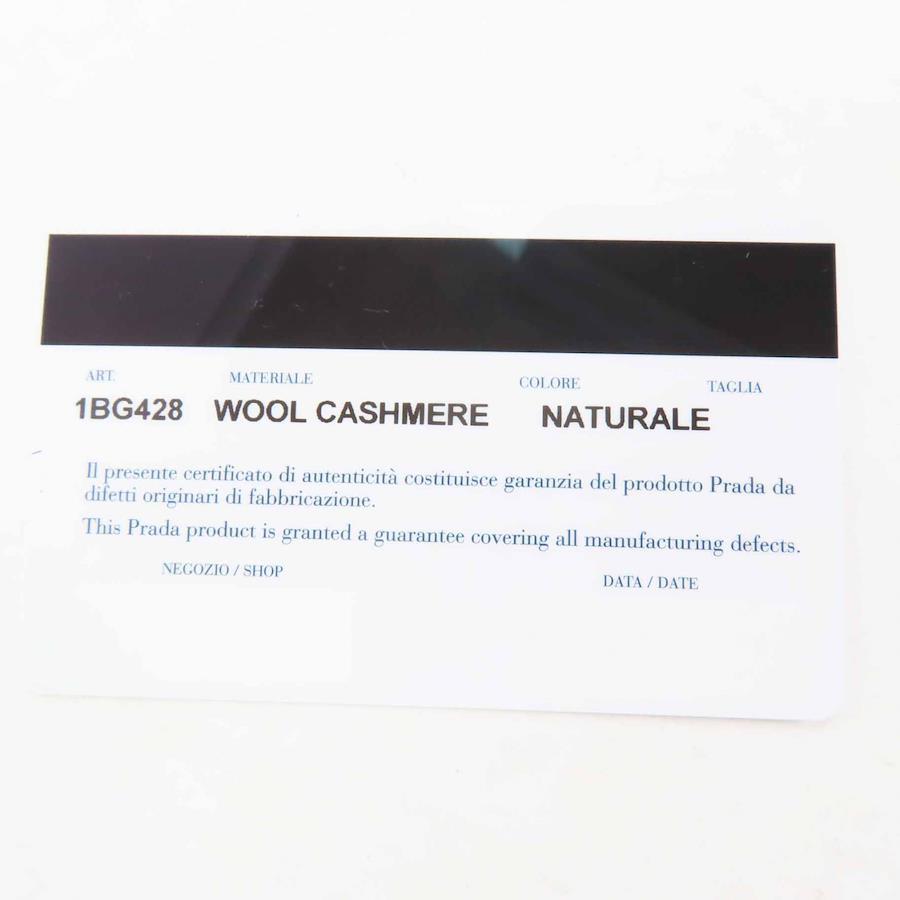 ART. MATERIALE COLORE TAGLIA
1BG428 WOOL CASHMERE NATURALE
Il presente certificato di autenticità costituisce garanzia del prodotto Prada da
difetti originari di fabbricazione.
This Prada product is granted a guarantee covering all manufacturing defects.
NEGOZIO / SHOP DATA / DATE